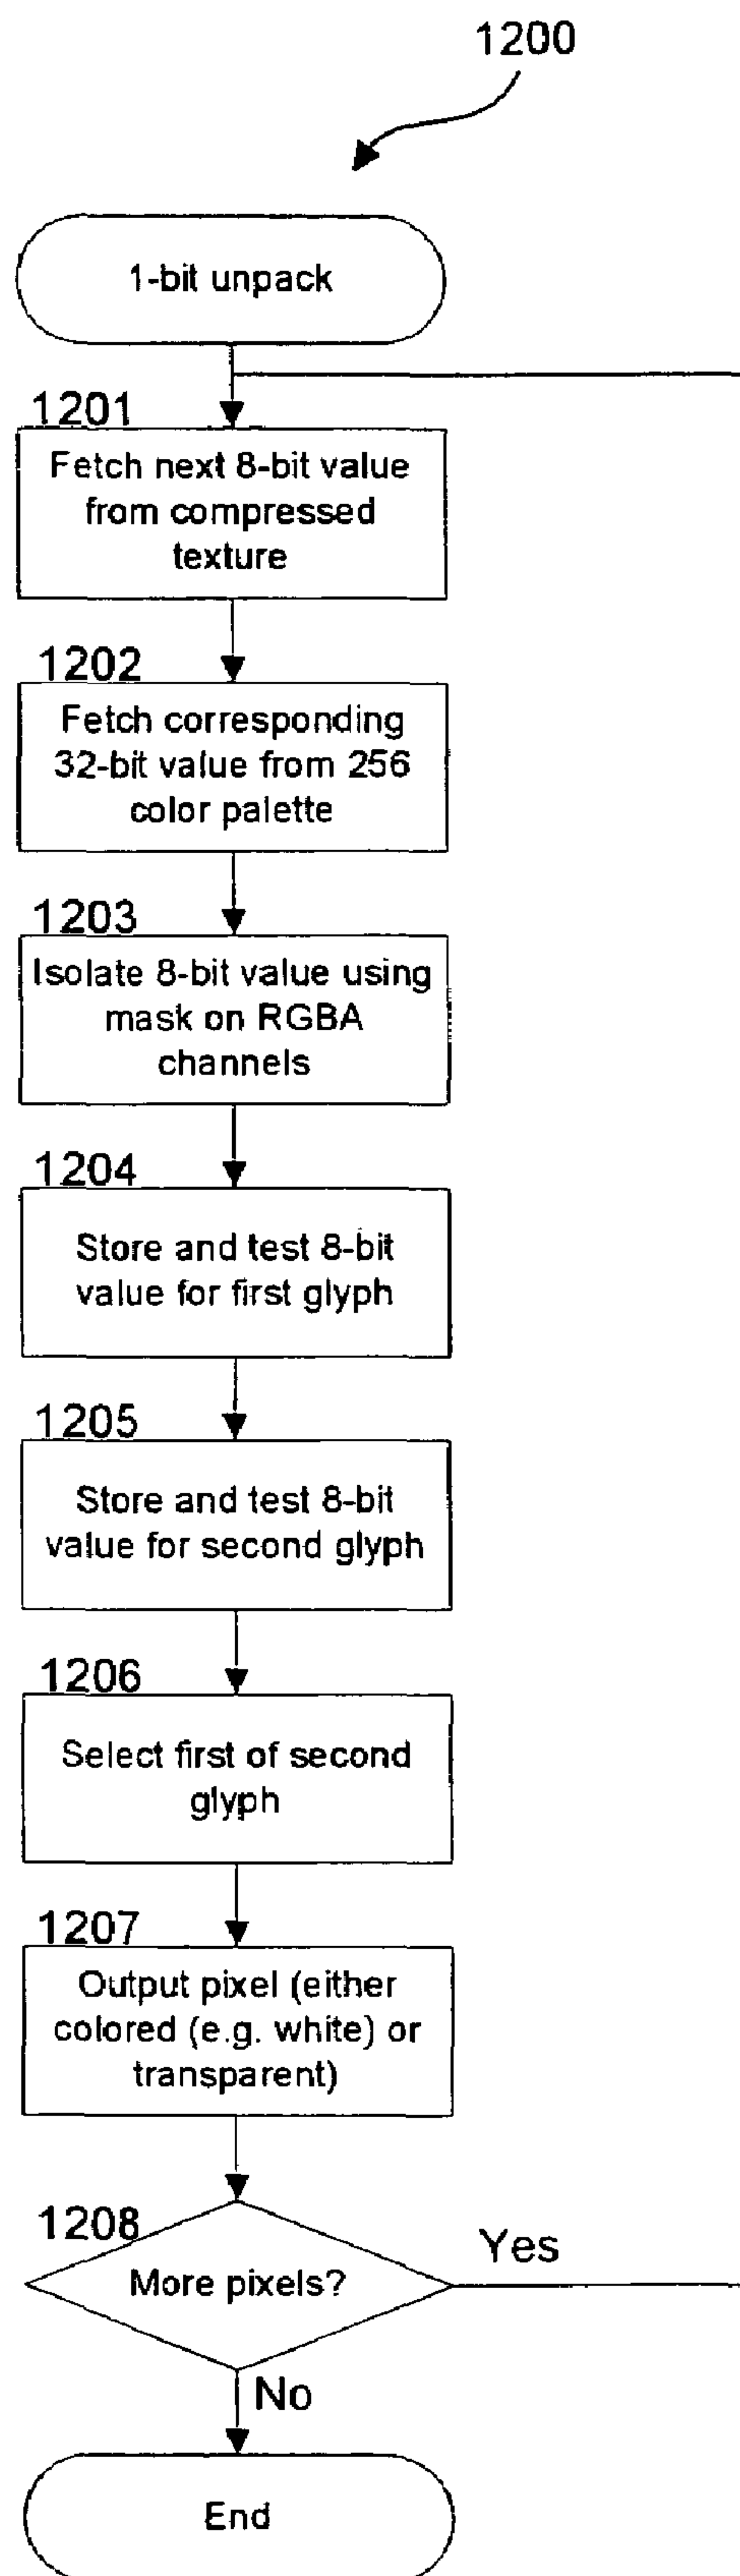 1200
1-bit unpack
1201
Fetch next 8-bit value
from compressed
texture
1202
Fetch corresponding
32-bit value from 256
color palette
1203
Isolate 8-bit value using
mask on RGBA
channels
1204
Store and test 8-bit
value for first glyph
1205
Store and test 8-bit
value for second glyph
1206
Select first of second
glyph
1207
Output pixel (either
colored (e.g. white) or
transparent)
1208
More pixels?
Yes
No
End